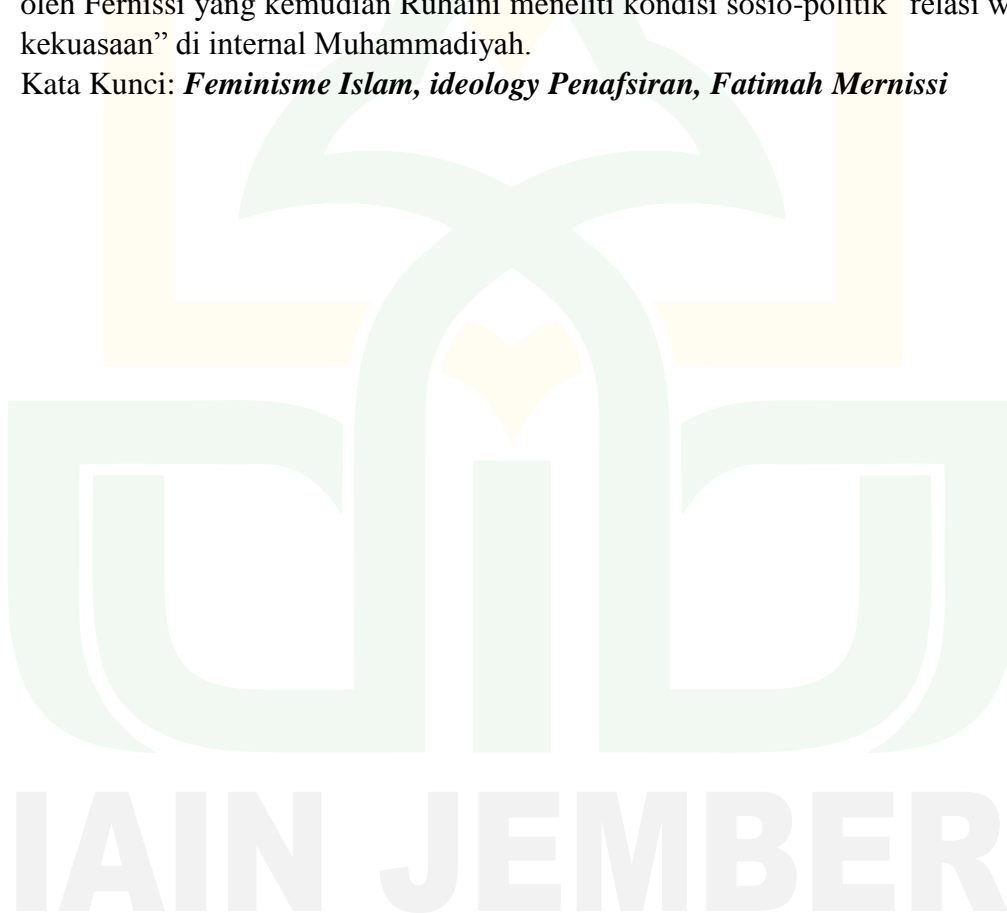 oleh Fernissi yang kemudian Ruhaini meneliti kondisi sosio-politik "relasi
kekuasaan" di internal Muhammadiyah.
Kata Kunci: Feminisme Islam, ideology Penafsiran, Fatimah Mernissi
IAIN JEMBER